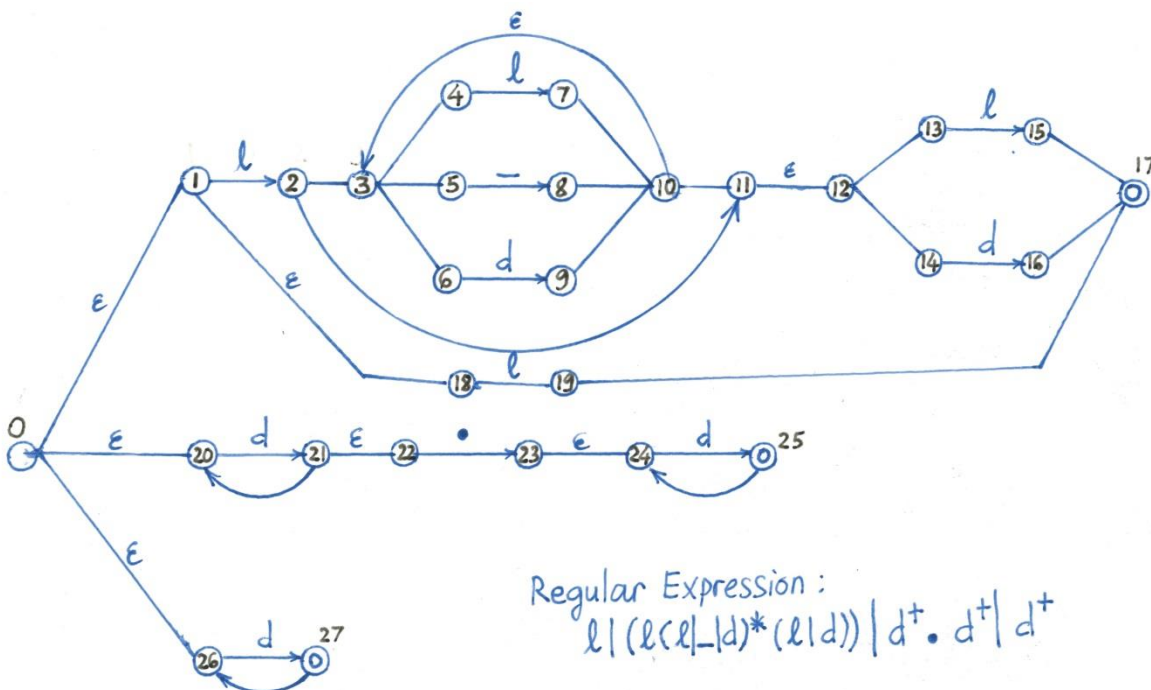 ε
4 l 7
13 l 15
17
1 l 2 3 5 - 8 10 11 ε 12
6 d 9
14 d 16
ε
ε
18 l 19
0
ε 20 d 21 ε 22 • 23 ε 24 d 25
ε
Regular Expression :
l | (l(l|_|d)* (l|d)) | d⁺ • d⁺ | d⁺
26 d 27